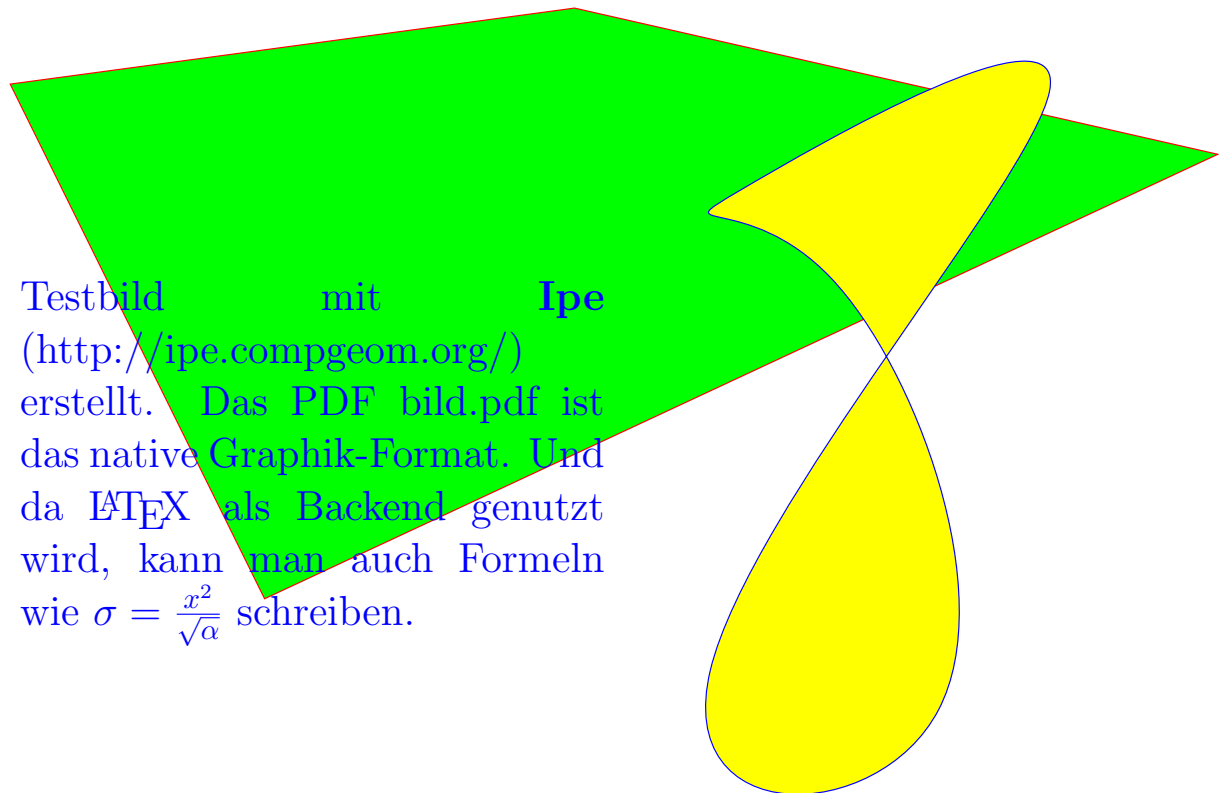 Testbild mit Ipe
(http://ipe.compgeom.org/)
erstellt. Das PDF bild.pdf ist
das native Graphik-Format. Und
da LATEX als Backend genutzt
wird, kann man auch Formeln
wie σ = x²/√α schreiben.